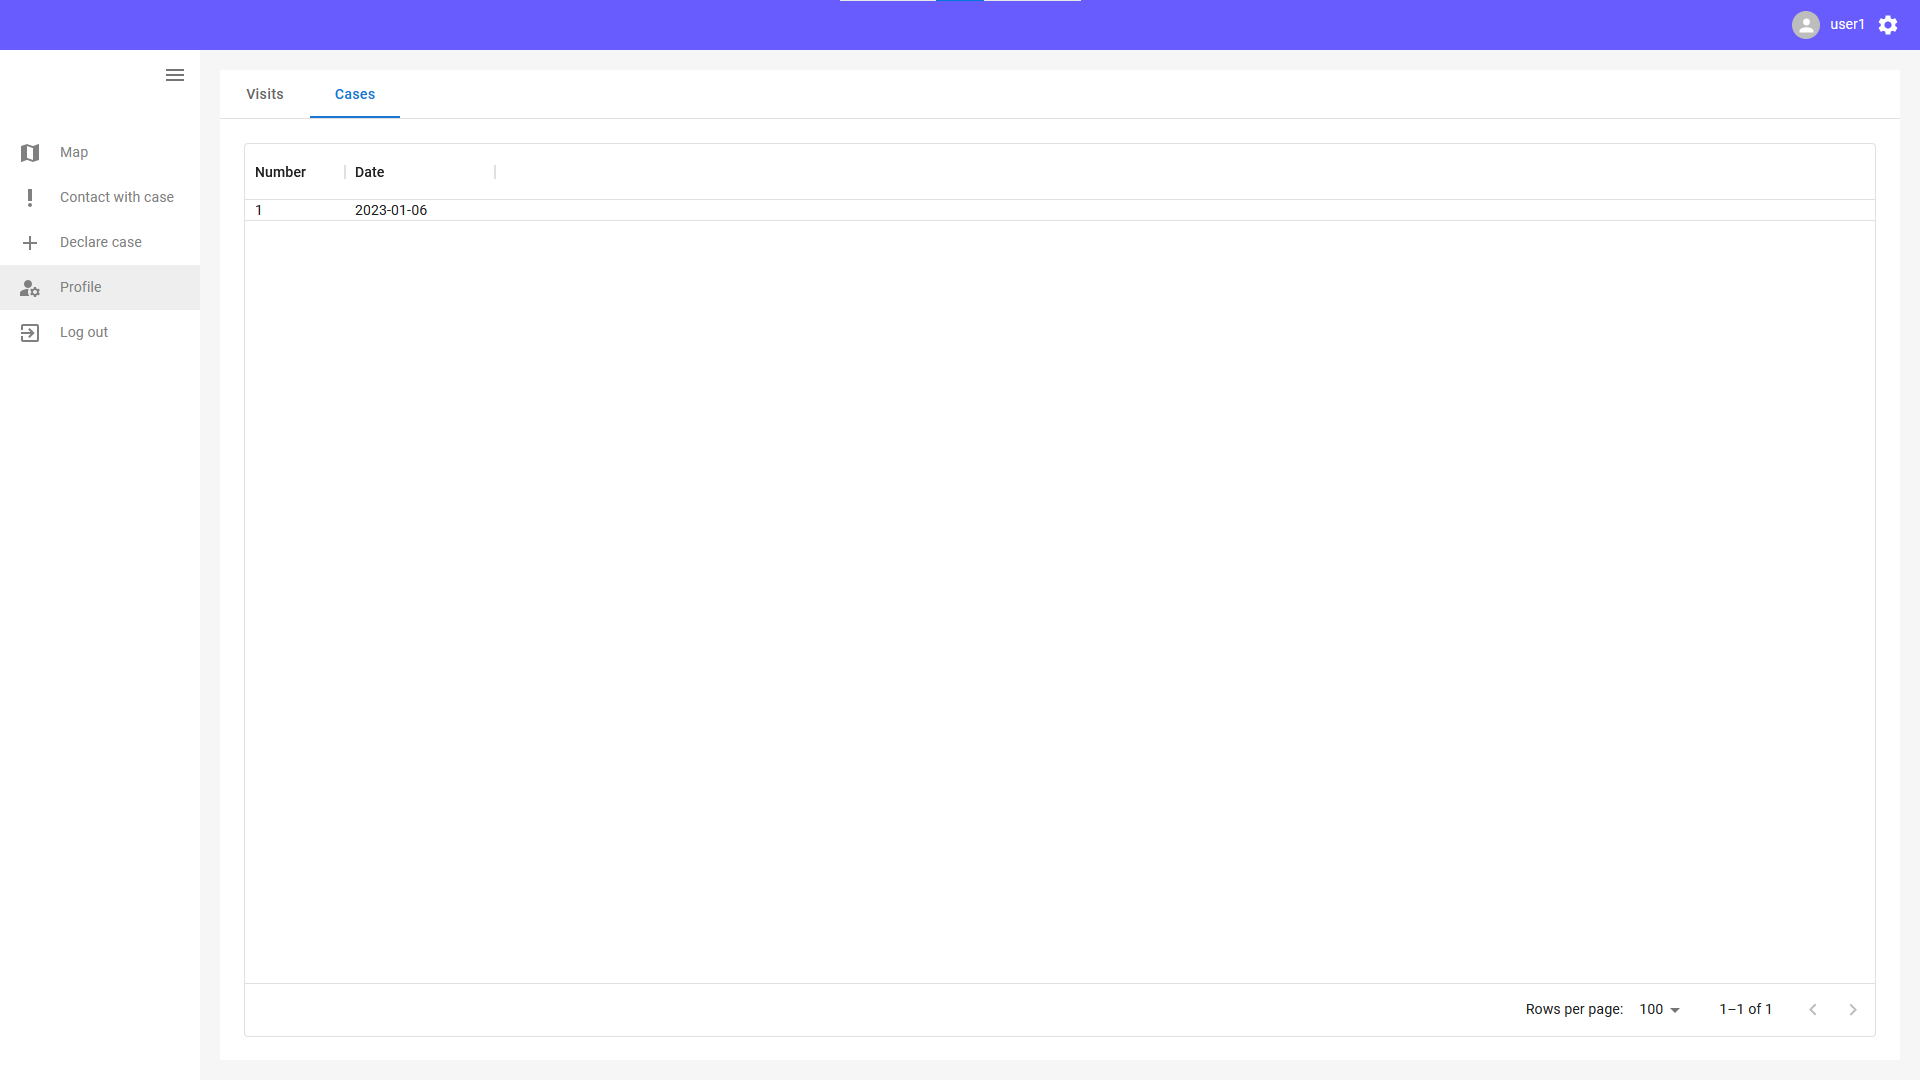 user1
Visits
Cases
Map
Contact with case
Declare case
Profile
Log out
Number
Date
1
2023-01-06
Rows per page:
100
1–1 of 1